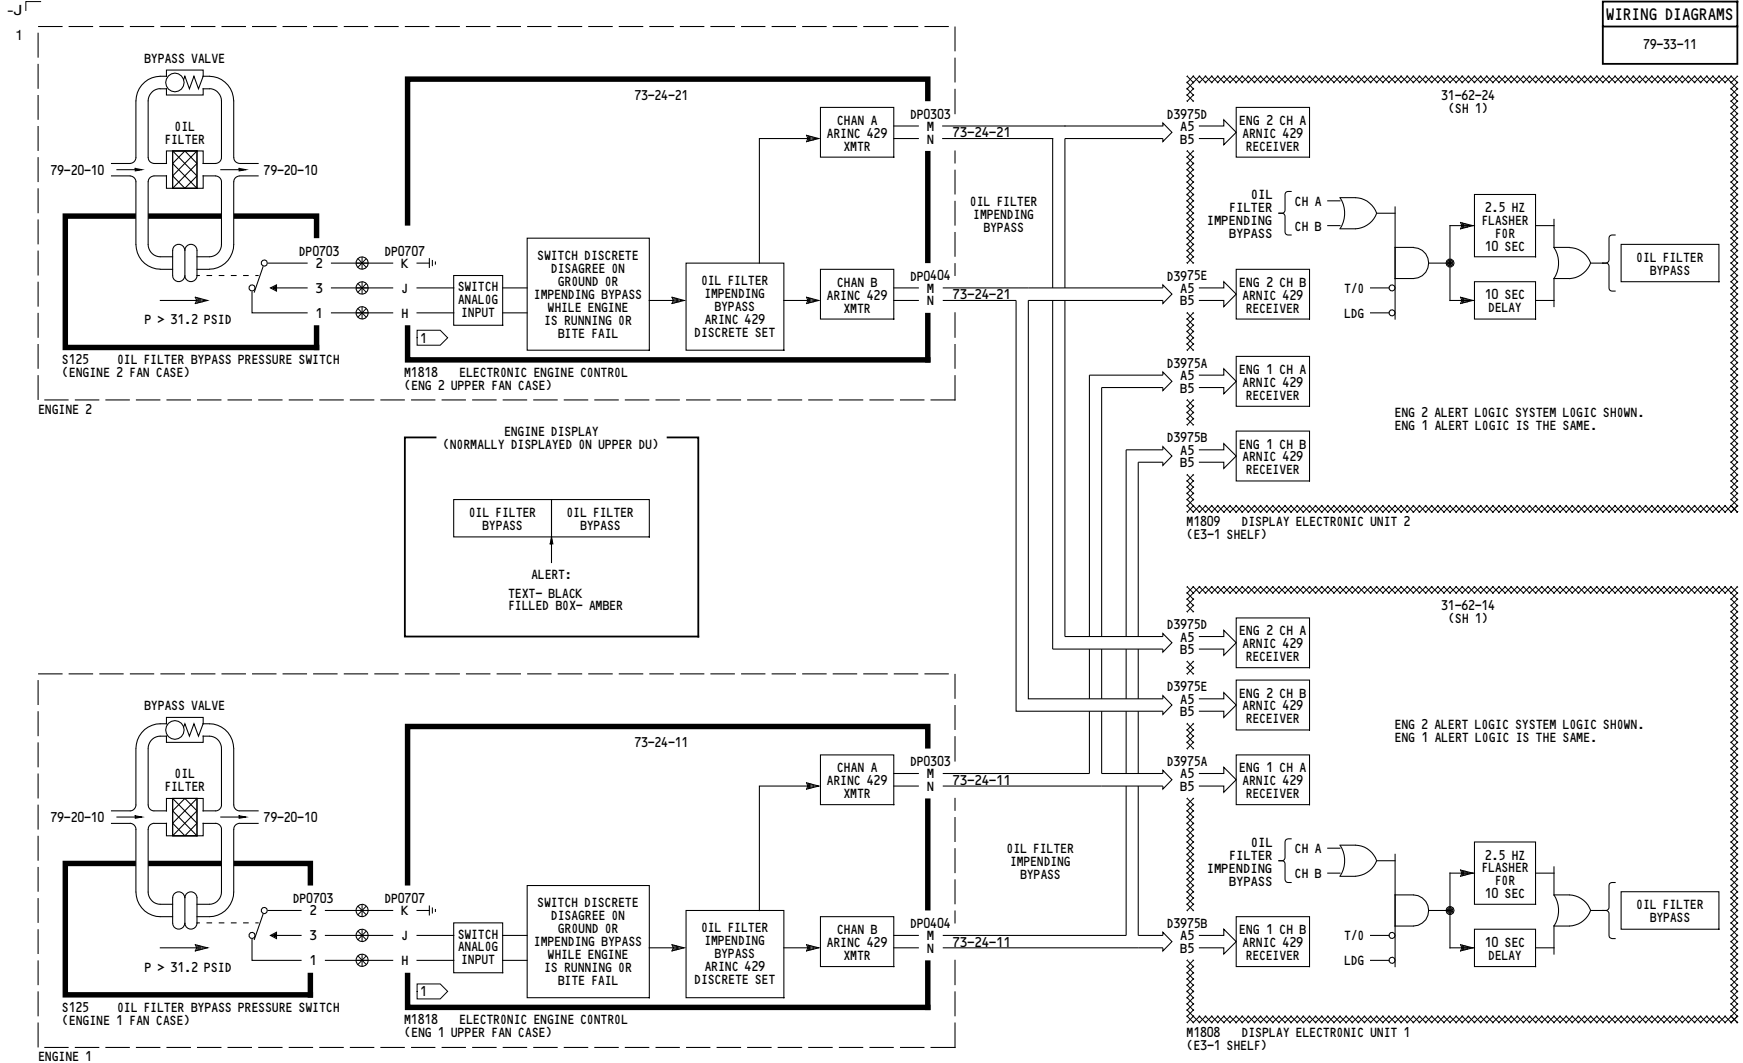 -J
1
WIRING DIAGRAMS
79-33-11
BYPASS VALVE
OIL
FILTER
79-20-10
79-20-10
DP0703
2
3
1
P > 31.2 PSID
S125 OIL FILTER BYPASS PRESSURE SWITCH
(ENGINE 2 FAN CASE)
ENGINE 2
73-24-21
DP0707
K
J
H
1
SWITCH
ANALOG
INPUT
SWITCH DISCRETE
DISAGREE ON
GROUND OR
IMPENDING BYPASS
WHILE ENGINE
IS RUNNING OR
BITE FAIL
OIL FILTER
IMPENDING
BYPASS
ARINC 429
DISCRETE SET
CHAN A
ARINC 429
XMTR
CHAN B
ARINC 429
XMTR
M1818 ELECTRONIC ENGINE CONTROL
(ENG 2 UPPER FAN CASE)
DP0303
M
N
73-24-21
DP0404
M
N
73-24-21
OIL FILTER
IMPENDING
BYPASS
31-62-24
(SH 1)
D3975D
A5
B5
ENG 2 CH A
ARNIC 429
RECEIVER
D3975E
A5
B5
ENG 2 CH B
ARNIC 429
RECEIVER
D3975A
A5
B5
ENG 1 CH A
ARNIC 429
RECEIVER
D3975B
A5
B5
ENG 1 CH B
ARNIC 429
RECEIVER
OIL
FILTER
IMPENDING
BYPASS
CH A
CH B
T/O
LDG
2.5 HZ
FLASHER
FOR
10 SEC
10 SEC
DELAY
OIL FILTER
BYPASS
ENG 2 ALERT LOGIC SYSTEM LOGIC SHOWN.
ENG 1 ALERT LOGIC IS THE SAME.
M1809 DISPLAY ELECTRONIC UNIT 2
(E3-1 SHELF)
ENGINE DISPLAY
(NORMALLY DISPLAYED ON UPPER DU)
OIL FILTER
BYPASS
OIL FILTER
BYPASS
ALERT:
TEXT- BLACK
FILLED BOX- AMBER
BYPASS VALVE
OIL
FILTER
79-20-10
79-20-10
DP0703
2
3
1
P > 31.2 PSID
S125 OIL FILTER BYPASS PRESSURE SWITCH
(ENGINE 1 FAN CASE)
ENGINE 1
73-24-11
DP0707
K
J
H
1
SWITCH
ANALOG
INPUT
SWITCH DISCRETE
DISAGREE ON
GROUND OR
IMPENDING BYPASS
WHILE ENGINE
IS RUNNING OR
BITE FAIL
OIL FILTER
IMPENDING
BYPASS
ARINC 429
DISCRETE SET
CHAN A
ARINC 429
XMTR
CHAN B
ARINC 429
XMTR
M1818 ELECTRONIC ENGINE CONTROL
(ENG 1 UPPER FAN CASE)
DP0303
M
N
73-24-11
DP0404
M
N
73-24-11
OIL FILTER
IMPENDING
BYPASS
31-62-14
(SH 1)
D3975D
A5
B5
ENG 2 CH A
ARNIC 429
RECEIVER
D3975E
A5
B5
ENG 2 CH B
ARNIC 429
RECEIVER
D3975A
A5
B5
ENG 1 CH A
ARNIC 429
RECEIVER
D3975B
A5
B5
ENG 1 CH B
ARNIC 429
RECEIVER
ENG 2 ALERT LOGIC SYSTEM LOGIC SHOWN.
ENG 1 ALERT LOGIC IS THE SAME.
OIL
FILTER
IMPENDING
BYPASS
CH A
CH B
T/O
LDG
2.5 HZ
FLASHER
FOR
10 SEC
10 SEC
DELAY
OIL FILTER
BYPASS
M1808 DISPLAY ELECTRONIC UNIT 1
(E3-1 SHELF)